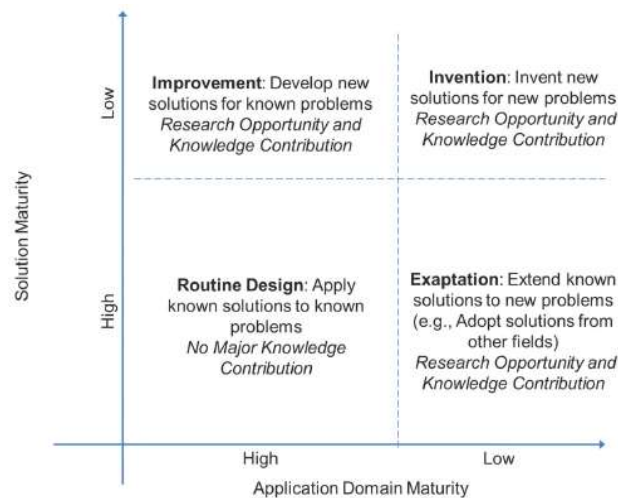 Improvement: Develop new
solutions for known problems
Research Opportunity and
Knowledge Contribution
Invention: Invent new
solutions for new problems
Research Opportunity and
Knowledge Contribution
Low
Solution Maturity
High
Routine Design: Apply
known solutions to known
problems
No Major Knowledge
Contribution
Exaptation: Extend known
solutions to new problems
(e.g., Adopt solutions from
other fields)
Research Opportunity and
Knowledge Contribution
High
Low
Application Domain Maturity